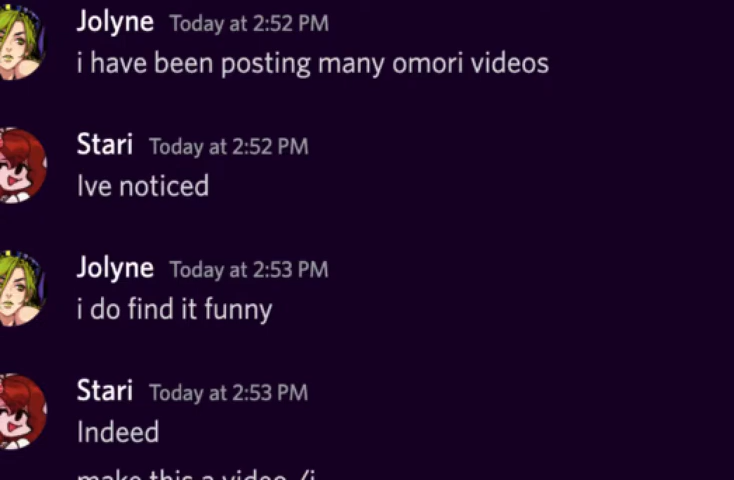 Jolyne Today at 2:52 PM
i have been posting many omori videos
Stari Today at 2:52 PM
Ive noticed
Jolyne Today at 2:53 PM
i do find it funny
Stari Today at 2:53 PM
Indeed
make this a video /j